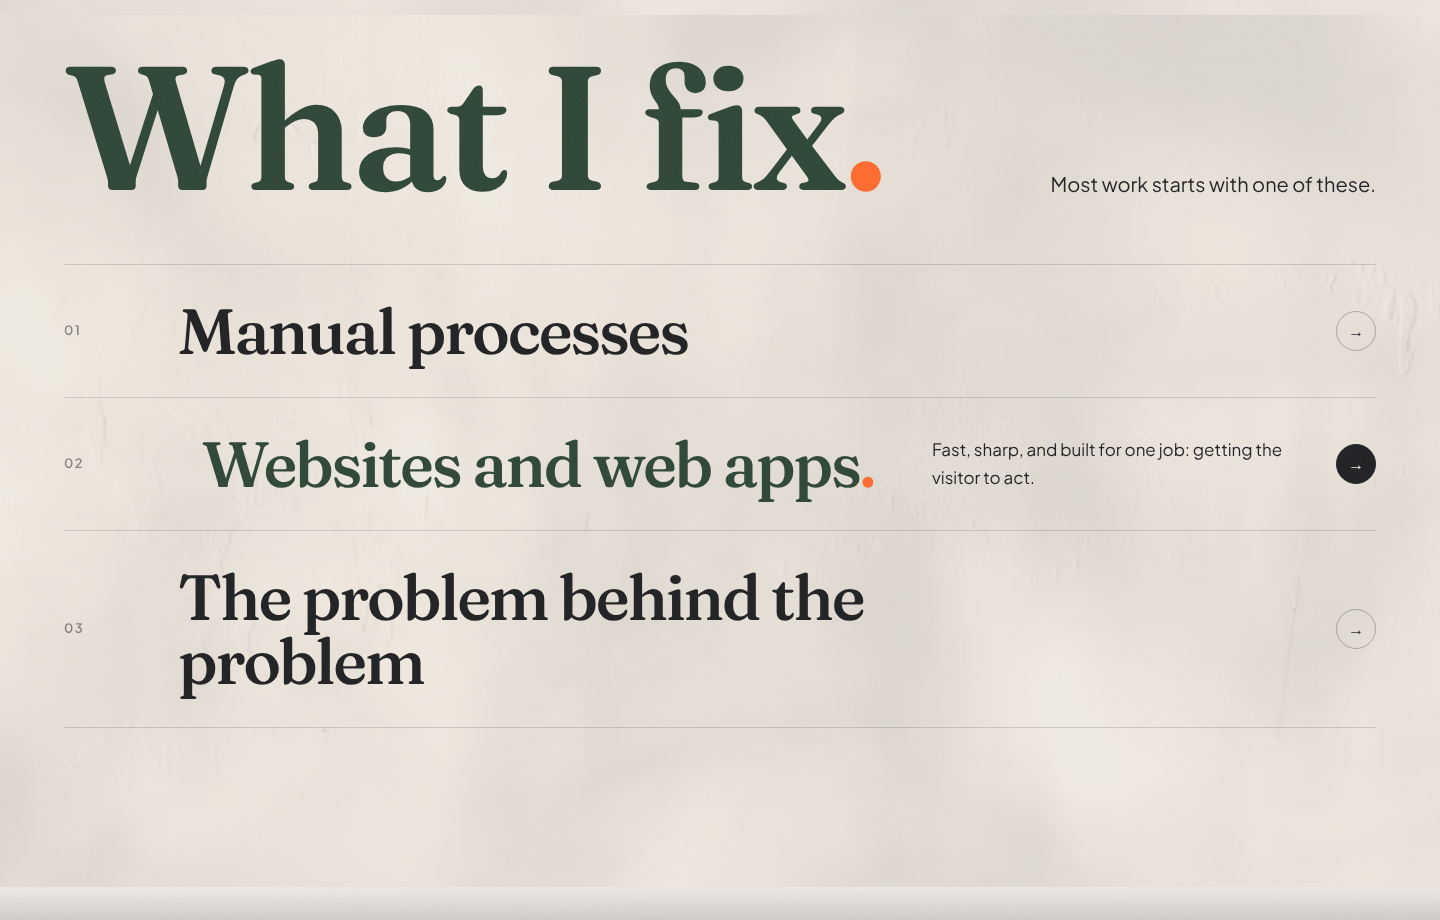 What I fix.
Most work starts with one of these.
01
Manual processes
→
02
Websites and web apps.
Fast, sharp, and built for one job: getting the
visitor to act.
→
03
The problem behind the
problem
→